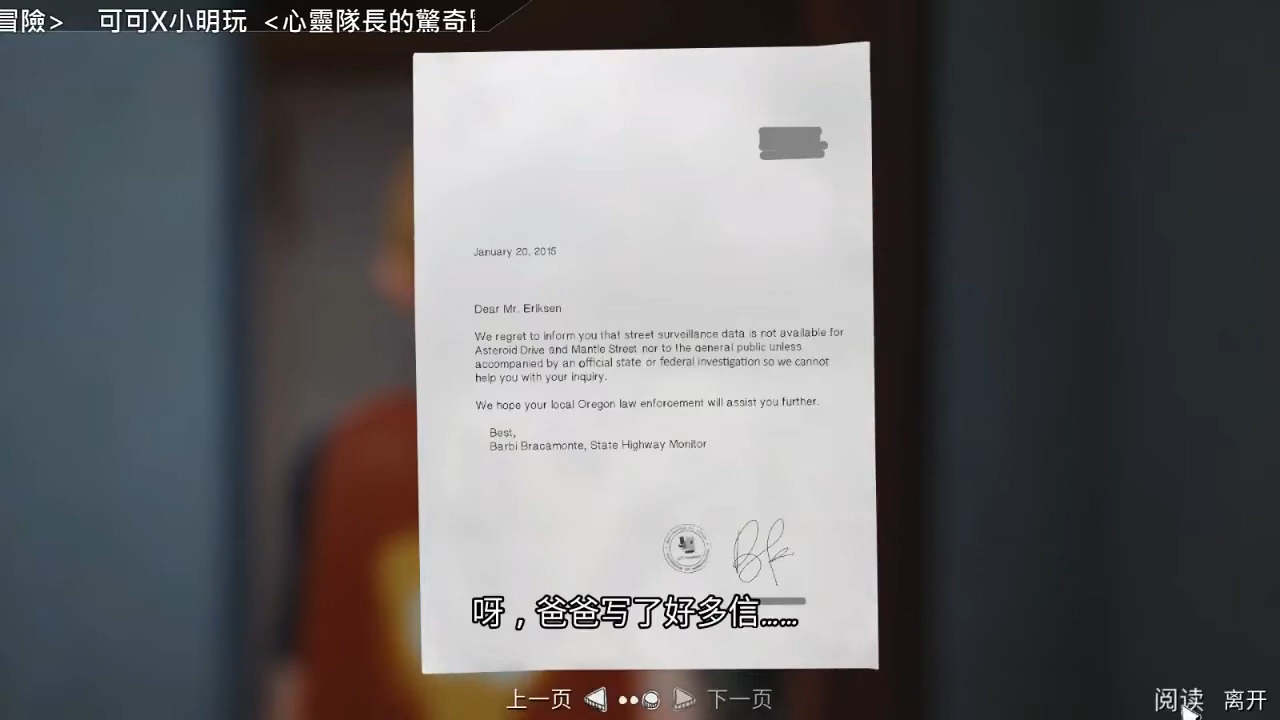 冒險> 可可X小明玩 <心靈隊長的驚奇
January 20, 2015
Dear Mr. Eriksen
We regret to inform you that street surveillance data is not available for
Asteroid Drive and Mantle Street nor to the general public unless
accompanied by an official state or federal investigation so we cannot
help you with your inquiry.
We hope your local Oregon law enforcement will assist you further.
Best,
Barbi Bracamonte, State Highway Monitor
呀，爸爸写了好多信……
上一页 下一页
阅读 离开